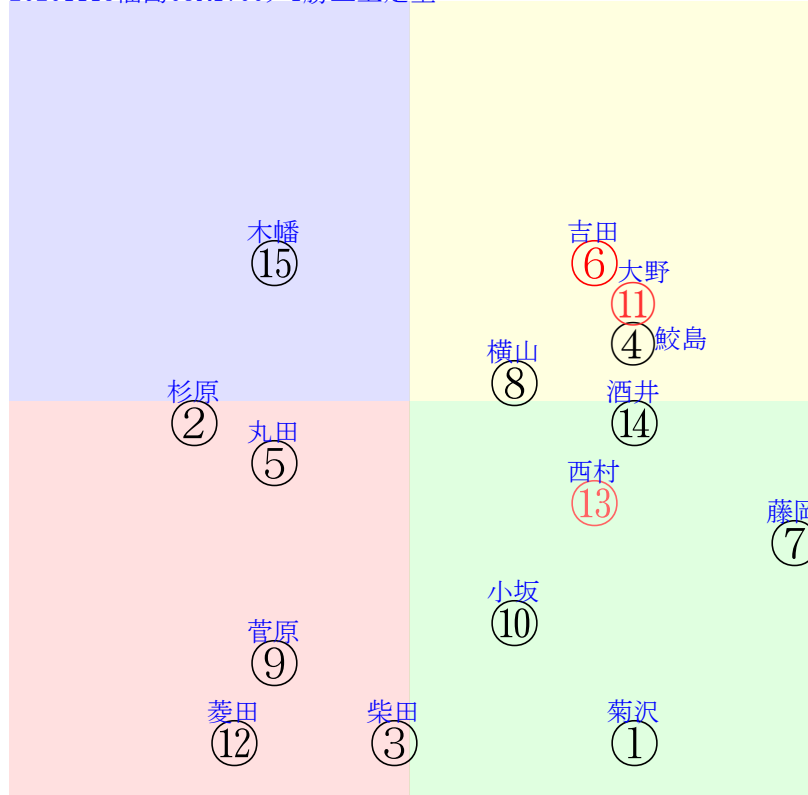 木幡
⑮
吉田
⑥
大野
⑪
④
鮫島
横山
⑧
杉原
②
酒井
⑭
丸田
⑤
西村
⑬
藤岡
⑦
小坂
⑩
菅原
⑨
菱田
⑫
柴田
③
菊沢
①